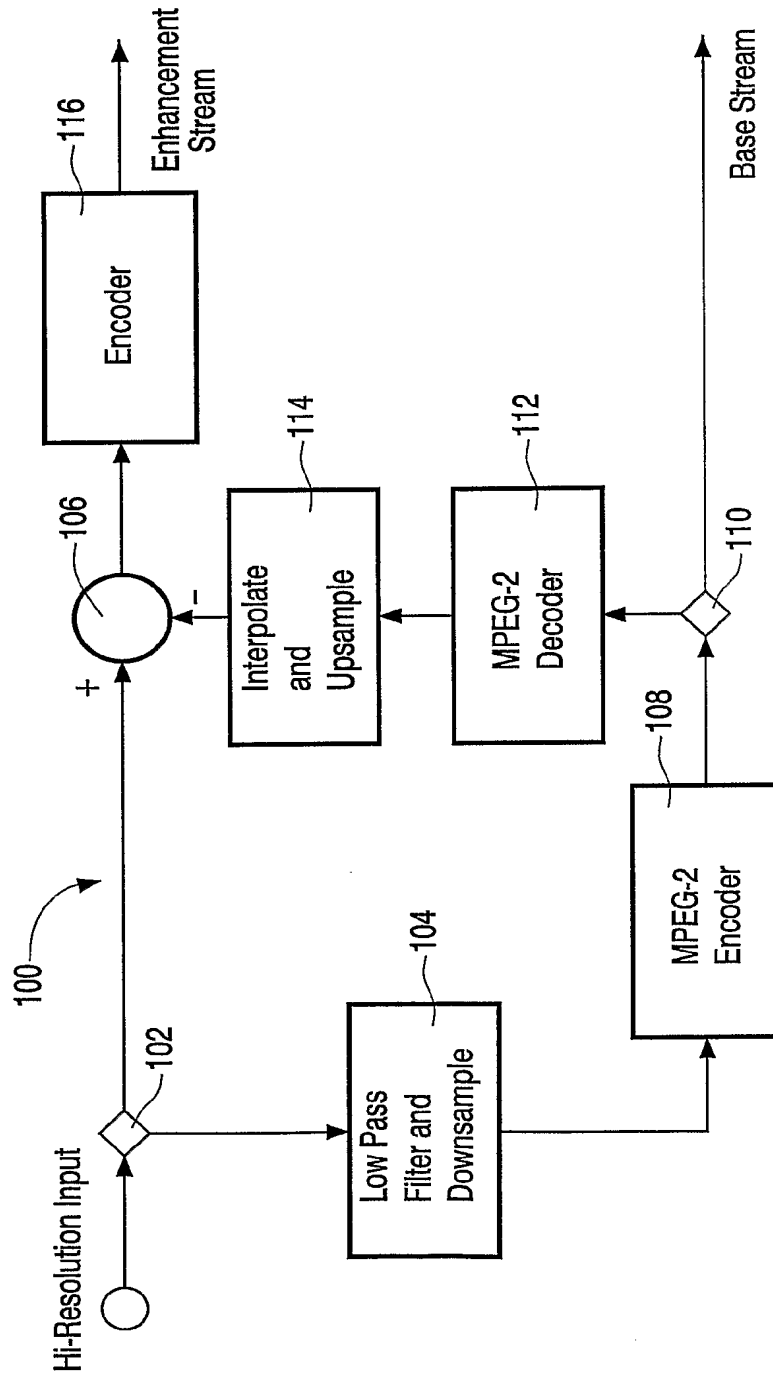 Hi-Resolution Input
102
100
+
106
-
116
Encoder
Enhancement
Stream
104
Low Pass
Filter and
Downsample
114
Interpolate
and
Upsample
112
MPEG-2
Decoder
108
MPEG-2
Encoder
110
Base Stream